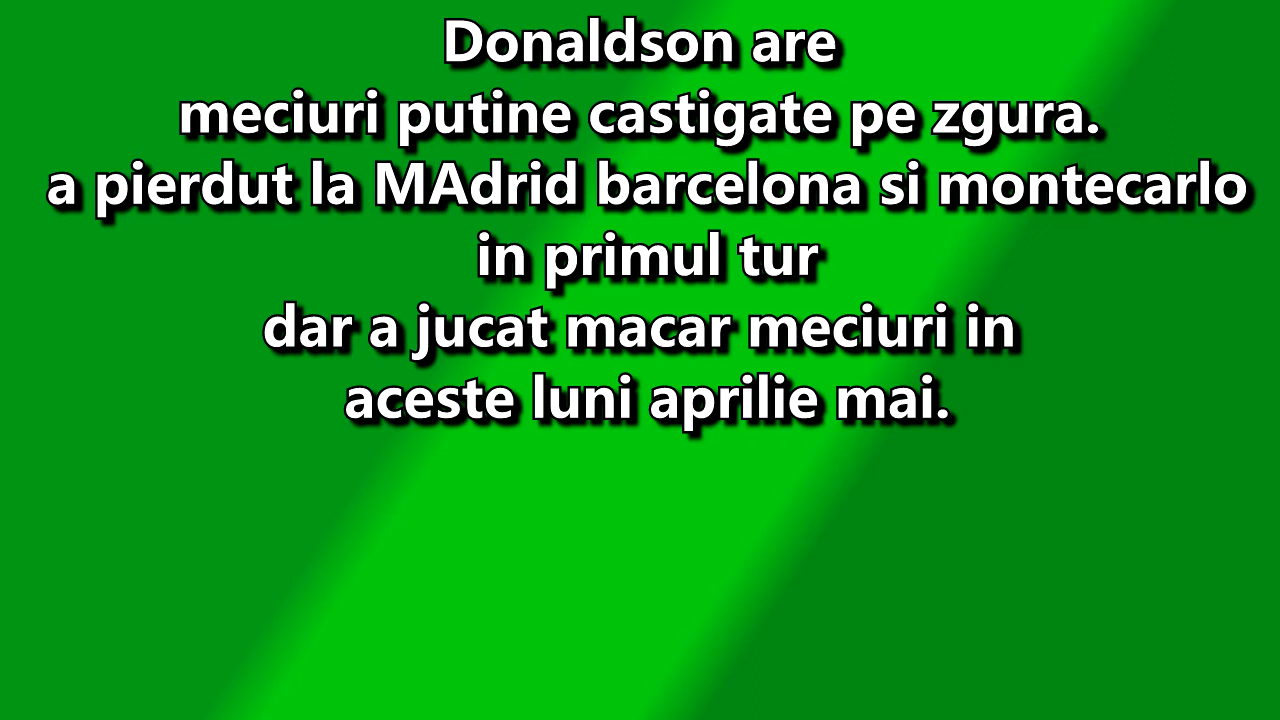 Donaldson are
meciuri putine castigate pe zgura.
a pierdut la MAdrid barcelona si montecarlo
in primul tur
dar a jucat macar meciuri in
aceste luni aprilie mai.